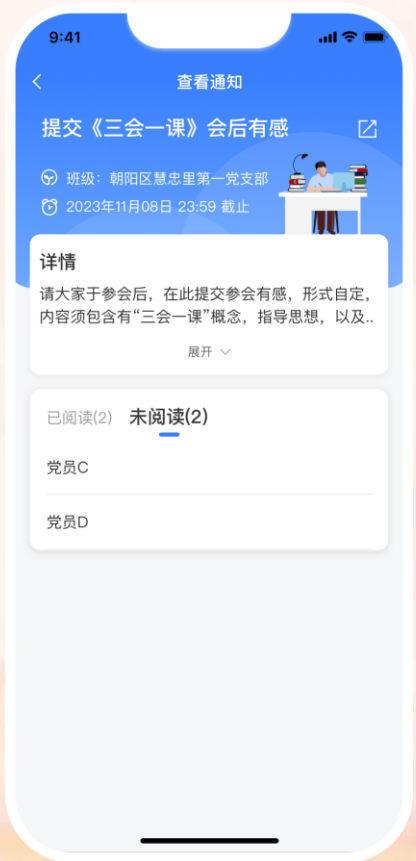 9:41
查看通知
提交《三会一课》会后有感
班级：朝阳区慧忠里第一党支部
2023年11月08日 23:59 截止
详情
请大家于参会后，在此提交参会有感，形式自定，
内容须包含有“三会一课”概念，指导思想，以及..
展开
已阅读(2) 未阅读(2)
党员C
党员D